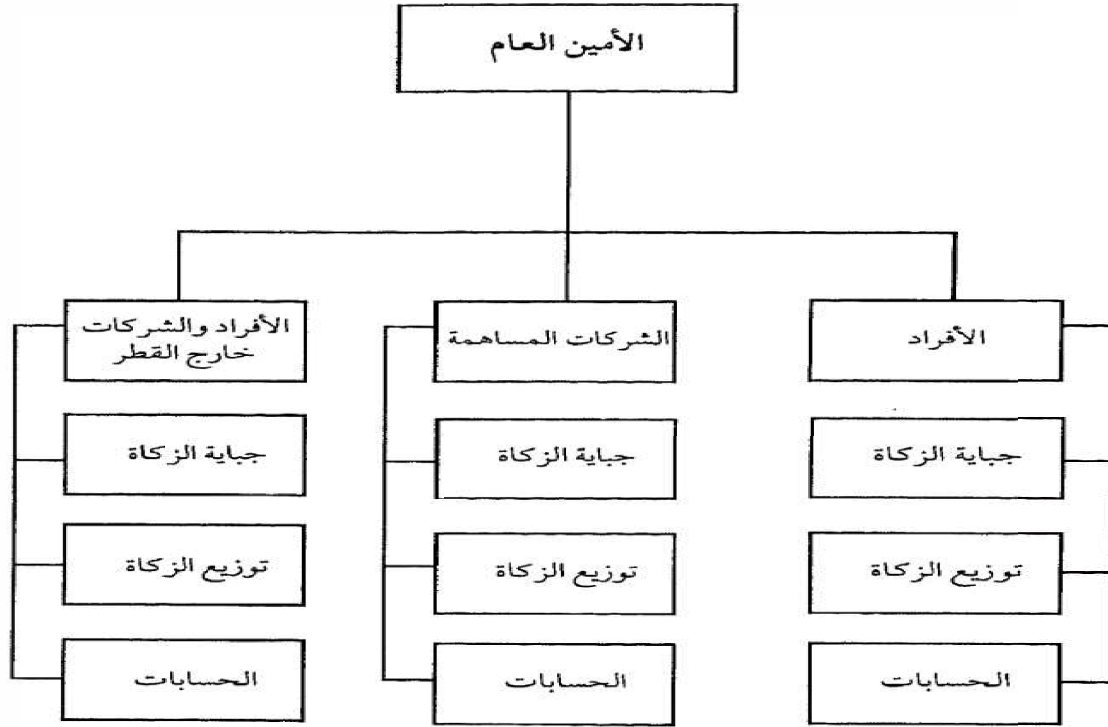 الأمين العام
الأفراد
الشركات المساهمة
الأفراد والشركات
خارج القطر
جباية الزكاة
جباية الزكاة
جباية الزكاة
توزيع الزكاة
توزيع الزكاة
توزيع الزكاة
الحسابات
الحسابات
الحسابات